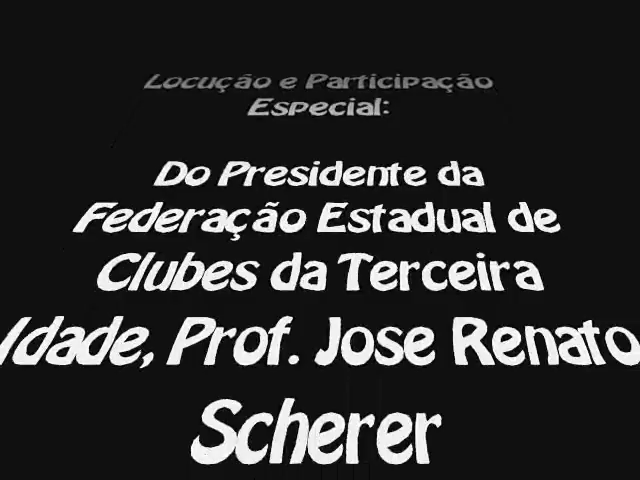 Locução e Participação
Especial:
Do Presidente da
Federação Estadual de
Clubes da Terceira
Idade, Prof. Jose Renato
Scherer